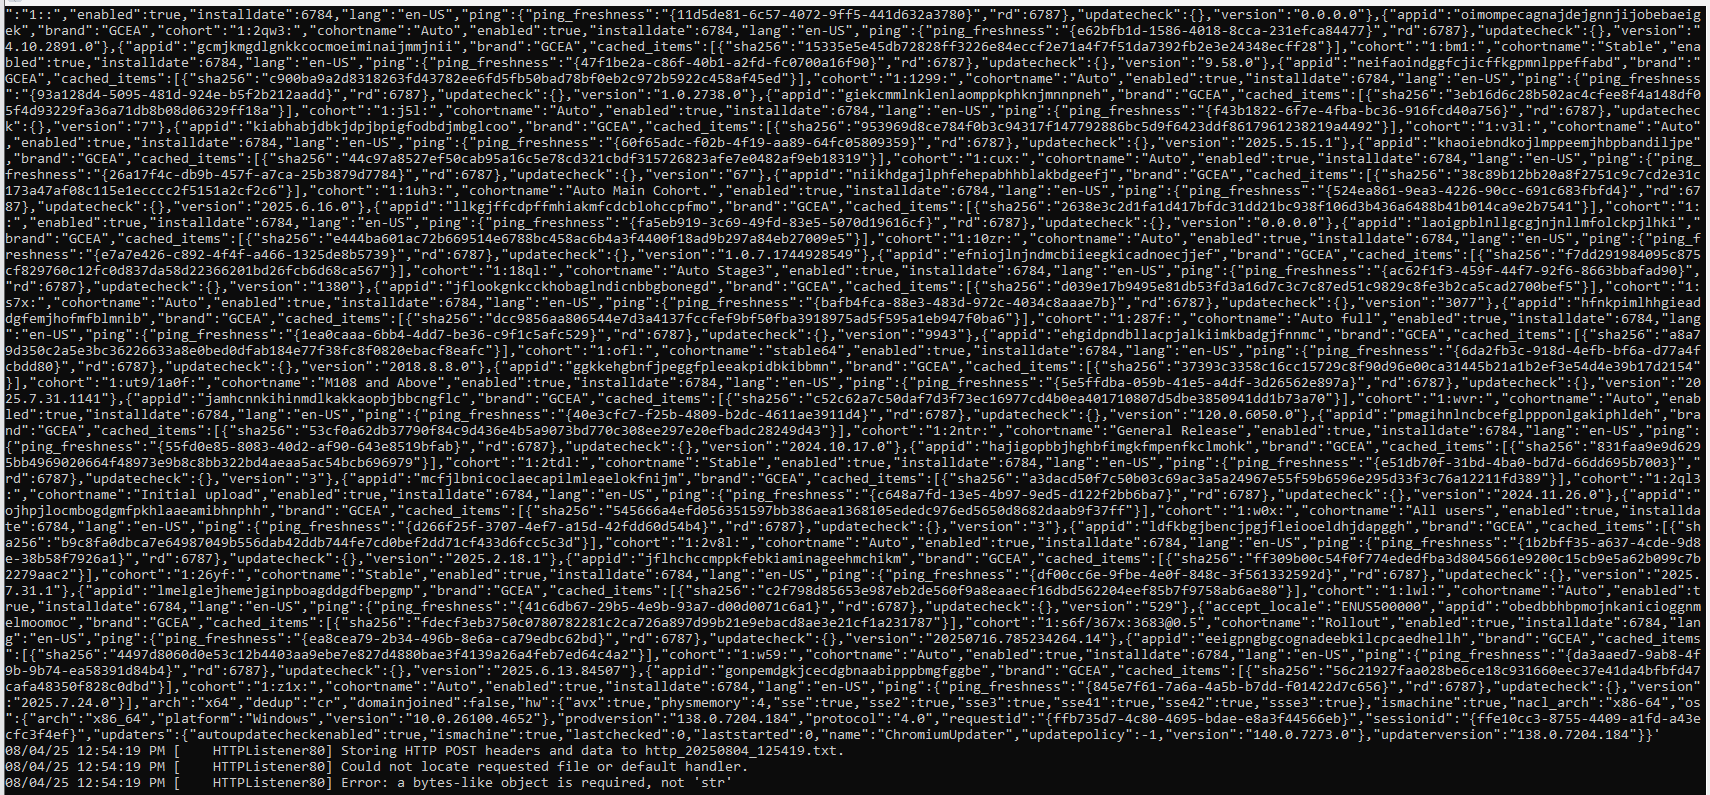 ":"1::","enabled":true,"installdate":6784,"lang":"en-US","ping":{"ping_freshness":"{11d5de81-6c57-4072-9ff5-441d632a3780}","rd":6787},"updatecheck":{},"version":"0.0.0.0"},{"appid":"oimompecagnajdejgnnjijobebaeig
ek","brand":"GCEA","cohort":"1:2qw3:","cohortname":"Auto","enabled":true,"installdate":6784,"lang":"en-US","ping":{"ping_freshness":"{e62bfb1d-1586-4018-8cca-231efca84477}","rd":6787},"updatecheck":{},"version":"
4.10.2891.0"},{"appid":"gcmjkmgdlgnkkcocmoeiminaijmmjnii","brand":"GCEA","cached_items":[{"sha256":"15335e5e45db72828ff3226e84eccf2e71a4f7f51da7392fb2e3e24348ecff28"}],"cohort":"1:bm1:","cohortname":"Stable","ena
bled":true,"installdate":6784,"lang":"en-US","ping":{"ping_freshness":"{47f1be2a-c86f-40b1-a2fd-fc0700a16f90}","rd":6787},"updatecheck":{},"version":"9.58.0"},{"appid":"neifaoindggfcjicffkgpmnlppeffabd","brand":"
GCEA","cached_items":[{"sha256":"c900ba9a2d8318263fd43782ee6fd5fb50bad78bf0eb2c972b5922c458af45ed"}],"cohort":"1:1299:","cohortname":"Auto","enabled":true,"installdate":6784,"lang":"en-US","ping":{"ping_freshness
":"{93a128d4-5095-481d-924e-b5f2b212aadd}","rd":6787},"updatecheck":{},"version":"1.0.2738.0"},{"appid":"giekcmmlnklenlaomppkphknjmnnpneh","brand":"GCEA","cached_items":[{"sha256":"3eb16d6c28b502ac4cfee8f4a148df0
5f4d93229fa36a71db8b08d06329ff18a"}],"cohort":"1:j5l:","cohortname":"Auto","enabled":true,"installdate":6784,"lang":"en-US","ping":{"ping_freshness":"{f43b1822-6f7e-4fba-bc36-916fcd40a756}","rd":6787},"updatechec
k":{},"version":"7"},{"appid":"kiabhabjdbkjdpjbpigfodbdjmbglcoo","brand":"GCEA","cached_items":[{"sha256":"953969d8ce784f0b3c94317f147792886bc5d9f6423ddf8617961238219a4492"}],"cohort":"1:v3l:","cohortname":"Auto"
,"enabled":true,"installdate":6784,"lang":"en-US","ping":{"ping_freshness":"{60f65adc-f02b-4f19-aa89-64fc05809359}","rd":6787},"updatecheck":{},"version":"2025.5.15.1"},{"appid":"khaoiebndkojlmppeemjhbpbandiljpe"
,"brand":"GCEA","cached_items":[{"sha256":"44c97a8527ef50cab95a16c5e78cd321cbdf315726823afe7e0482af9eb18319"}],"cohort":"1:cux:","cohortname":"Auto","enabled":true,"installdate":6784,"lang":"en-US","ping":{"ping_
freshness":"{26a17f4c-db9b-457f-a7ca-25b3879d7784}","rd":6787},"updatecheck":{},"version":"67"},{"appid":"niikhdgajlphfehepabhhblakbdgeefj","brand":"GCEA","cached_items":[{"sha256":"38c89b12bb20a8f2751c9c7cd2e31c
173a47af08c115e1ecccc2f5151a2cf2c6"}],"cohort":"1:1uh3:","cohortname":"Auto Main Cohort.","enabled":true,"installdate":6784,"lang":"en-US","ping":{"ping_freshness":"{524ea861-9ea3-4226-90cc-691c683fbfd4}","rd":67
87},"updatecheck":{},"version":"2025.6.16.0"},{"appid":"llkgjffcdpffmhiakmfcdcblohccpfmo","brand":"GCEA","cached_items":[{"sha256":"2638e3c2d1fa1d417bfdc31dd21bc938f106d3b436a6488b41b014ca9e2b7541"}],"cohort":"1:
:","enabled":true,"installdate":6784,"lang":"en-US","ping":{"ping_freshness":"{fa5eb919-3c69-49fd-83e5-5070d19616cf}","rd":6787},"updatecheck":{},"version":"0.0.0.0"},{"appid":"laoigpblnllgcgjnjnllmfolckpjlhki","
brand":"GCEA","cached_items":[{"sha256":"e444ba601ac72b669514e6788bc458ac6b4a3f4400f18ad9b297a84eb27009e5"}],"cohort":"1:10zr:","cohortname":"Auto","enabled":true,"installdate":6784,"lang":"en-US","ping":{"ping_f
reshness":"{e7a7e426-c892-4f4f-a466-1325de8b5739}","rd":6787},"updatecheck":{},"version":"1.0.7.1744928549"},{"appid":"efniojlnjndmcbiieegkicadnoecjjef","brand":"GCEA","cached_items":[{"sha256":"f7dd291984095c875
cf829760c12fc0d837da58d22366201bd26fcb6d68ca567"}],"cohort":"1:18ql:","cohortname":"Auto Stage3","enabled":true,"installdate":6784,"lang":"en-US","ping":{"ping_freshness":"{ac62f1f3-459f-44f7-92f6-8663bbafad90}",
"rd":6787},"updatecheck":{},"version":"1380"},{"appid":"jflookgnkcckhobaglndicnbbgbonegd","brand":"GCEA","cached_items":[{"sha256":"d039e17b9495e81db53fd3a16d7c3c7c87ed51c9829c8fe3b2ca5cad2700bef5"}],"cohort":"1:
s7x:","cohortname":"Auto","enabled":true,"installdate":6784,"lang":"en-US","ping":{"ping_freshness":"{bafb4fca-88e3-483d-972c-4034c8aaae7b}","rd":6787},"updatecheck":{},"version":"3077"},{"appid":"hfnkpimlhhgiead
dgfemjhofmfblmnib","brand":"GCEA","cached_items":[{"sha256":"dcc9856aa806544e7d3a4137fccfef9bf50fba3918975ad5f595a1eb947f0ba6"}],"cohort":"1:287f:","cohortname":"Auto full","enabled":true,"installdate":6784,"lang
":"en-US","ping":{"ping_freshness":"{1ea0caaa-6bb4-4dd7-be36-c9f1c5afc529}","rd":6787},"updatecheck":{},"version":"9943"},{"appid":"ehgidpndbllacpjalkiimkbadgjfnnmc","brand":"GCEA","cached_items":[{"sha256":"a8a7
9d350c2a5e3bc36226633a8e0bed0dfab184e77f38fc8f0820ebacf8eafc"}],"cohort":"1:ofl:","cohortname":"stable64","enabled":true,"installdate":6784,"lang":"en-US","ping":{"ping_freshness":"{6da2fb3c-918d-4efb-bf6a-d77a4f
cbdd80}","rd":6787},"updatecheck":{},"version":"2018.8.8.0"},{"appid":"ggkkehgbnfjpeggfpleeakpidbkibbmn","brand":"GCEA","cached_items":[{"sha256":"37393c3358c16cc15729c8f90d96e00ca31445b21a1b2ef3e54d4e39b17d2154"
}],"cohort":"1:ut9/1a0f:","cohortname":"M108 and Above","enabled":true,"installdate":6784,"lang":"en-US","ping":{"ping_freshness":"{5e5ffdba-059b-41e5-a4df-3d26562e897a}","rd":6787},"updatecheck":{},"version":"20
25.7.31.1141"},{"appid":"jamhcnnkihinmdlkakkaopbjbbcngflc","brand":"GCEA","cached_items":[{"sha256":"c52c62a7c50daf7d3f73ec16977cd4b0ea401710807d5dbe3850941dd1b73a70"}],"cohort":"1:wvr:","cohortname":"Auto","enab
led":true,"installdate":6784,"lang":"en-US","ping":{"ping_freshness":"{40e3cfc7-f25b-4809-b2dc-4611ae3911d4}","rd":6787},"updatecheck":{},"version":"120.0.6050.0"},{"appid":"pmagihnlncbcefglppponlgakiphldeh","bra
nd":"GCEA","cached_items":[{"sha256":"53cf0a62db37790f84c9d436e4b5a9073bd770c308ee297e20efbadc28249d43"}],"cohort":"1:2ntr:","cohortname":"General Release","enabled":true,"installdate":6784,"lang":"en-US","ping":
{"ping_freshness":"{55fd0e85-8083-40d2-af90-643e8519bfab}","rd":6787},"updatecheck":{},"version":"2024.10.17.0"},{"appid":"hajigopbbjhghbfimgkfmpenfkclmohk","brand":"GCEA","cached_items":[{"sha256":"831faa9e9d629
5bb4969020664f48973e9b8c8bb322bd4aeaa5ac54bcb696979"}],"cohort":"1:2tdl:","cohortname":"Stable","enabled":true,"installdate":6784,"lang":"en-US","ping":{"ping_freshness":"{e51db70f-31bd-4ba0-bd7d-66dd695b7003}","
rd":6787},"updatecheck":{},"version":"3"},{"appid":"mcfjlbnicoclaecapilmleaelokfnijm","brand":"GCEA","cached_items":[{"sha256":"a3dacd50f7c50b03c69ac3a5a24967e55f59b6596e295d33f3c76a12211fd389"}],"cohort":"1:2ql3
:","cohortname":"Initial upload","enabled":true,"installdate":6784,"lang":"en-US","ping":{"ping_freshness":"{c648a7fd-13e5-4b97-9ed5-d122f2bb6ba7}","rd":6787},"updatecheck":{},"version":"2024.11.26.0"},{"appid":"
ojhpjlocmbogdgmfpkhlaaeamibhnphh","brand":"GCEA","cached_items":[{"sha256":"545666a4efd056351597bb386aea1368105ededc976ed5650d8682daab9f37ff"}],"cohort":"1:w0x:","cohortname":"All users","enabled":true,"installda
te":6784,"lang":"en-US","ping":{"ping_freshness":"{d266f25f-3707-4ef7-a15d-42fdd60d54b4}","rd":6787},"updatecheck":{},"version":"3"},{"appid":"ldfkbgjbencjpgjfleiooeldhjdapggh","brand":"GCEA","cached_items":[{"sh
a256":"b9c8fa0dbca7e64987049b556dab42ddb744fe7cd0bef2dd71cf433d6fcc5c3d"}],"cohort":"1:2v8l:","cohortname":"Auto","enabled":true,"installdate":6784,"lang":"en-US","ping":{"ping_freshness":"{1b2bff35-a637-4cde-9d8
e-38b58f7926a1}","rd":6787},"updatecheck":{},"version":"2025.2.18.1"},{"appid":"jflhchccmppkfebkiaminageehmchikm","brand":"GCEA","cached_items":[{"sha256":"ff309b00c54f0f774ededfba3d8045661e9200c15cb9e5a62b099c7b
2279aac2"}],"cohort":"1:26yf:","cohortname":"Stable","enabled":true,"installdate":6784,"lang":"en-US","ping":{"ping_freshness":"{df00cc6e-9fbe-4e0f-848c-3f561332592d}","rd":6787},"updatecheck":{},"version":"2025.
7.31.1"},{"appid":"lmelglejhemejginpboagddgdfbepgmp","brand":"GCEA","cached_items":[{"sha256":"c2f798d85653e987eb2de560f9a8eaaecf16dbd562204eef85b7f9758ab6ae80"}],"cohort":"1:lwl:","cohortname":"Auto","enabled":t
rue,"installdate":6784,"lang":"en-US","ping":{"ping_freshness":"{41c6db67-29b5-4e9b-93a7-d00d0071c6a1}","rd":6787},"updatecheck":{},"version":"529"},{"accept_locale":"ENUS500000","appid":"obedbbhbpmojnkanicioggnm
elmoomoc","brand":"GCEA","cached_items":[{"sha256":"fdecf3eb3750c0780782281c2ca726a897d99b21e9ebacd8ae3e21cf1a231787"}],"cohort":"1:s6f/367x:3683@0.5","cohortname":"Rollout","enabled":true,"installdate":6784,"lan
g":"en-US","ping":{"ping_freshness":"{ea8cea79-2b34-496b-8e6a-ca79edbc62bd}","rd":6787},"updatecheck":{},"version":"20250716.785234264.14"},{"appid":"eeigpngbgcognadeebkilcpcaedhellh","brand":"GCEA","cached_items
":[{"sha256":"4497d8060d0e53c12b4403aa9ebe7e827d4880bae3f4139a26a4feb7ed64c4a2"}],"cohort":"1:w59:","cohortname":"Auto","enabled":true,"installdate":6784,"lang":"en-US","ping":{"ping_freshness":"{da3aaed7-9ab8-4f
9b-9b74-ea58391d84b4}","rd":6787},"updatecheck":{},"version":"2025.6.13.84507"},{"appid":"gonpemdgkjcecdgbnaabipppbmgfggbe","brand":"GCEA","cached_items":[{"sha256":"56c21927faa028be6ce18c931660eec37e41da4bfbfd47
cafa48350f828c0dbd"}],"cohort":"1:z1x:","cohortname":"Auto","enabled":true,"installdate":6784,"lang":"en-US","ping":{"ping_freshness":"{845e7f61-7a6a-4a5b-b7dd-f01422d7c656}","rd":6787},"updatecheck":{},"version"
:"2025.7.24.0"}],"arch":"x64","dedup":"cr","domainjoined":false,"hw":{"avx":true,"physmemory":4,"sse":true,"sse2":true,"sse3":true,"sse41":true,"sse42":true,"ssse3":true},"ismachine":true,"nacl_arch":"x86-64","os
":{"arch":"x86_64","platform":"Windows","version":"10.0.26100.4652"},"prodversion":"138.0.7204.184","protocol":"4.0","requestid":"{ffb735d7-4c80-4695-bdae-e8a3f44566eb}","sessionid":"{ffe10cc3-8755-4409-a1fd-a43e
cfc3f4ef}","updaters":{"autoupdatecheckenabled":true,"ismachine":true,"lastchecked":0,"laststarted":0,"name":"ChromiumUpdater","updatepolicy":-1,"version":"140.0.7273.0"},"updaterversion":"138.0.7204.184"}}'
08/04/25 12:54:19 PM [    HTTPListener80] Storing HTTP POST headers and data to http_20250804_125419.txt.
08/04/25 12:54:19 PM [    HTTPListener80] Could not locate requested file or default handler.
08/04/25 12:54:19 PM [    HTTPListener80] Error: a bytes-like object is required, not 'str'